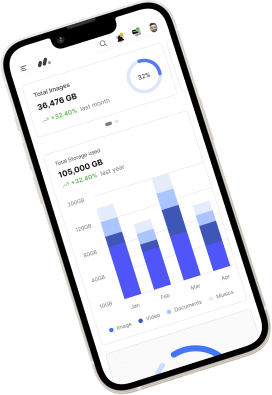 Total Images
36,476 GB
+32.40% last month
32%
Total Storage used
105,000 GB
+32.40% last year
200GB
120GB
80GB
40GB
10GB
Jan Feb Mar Apr
Image Video Documents Musics